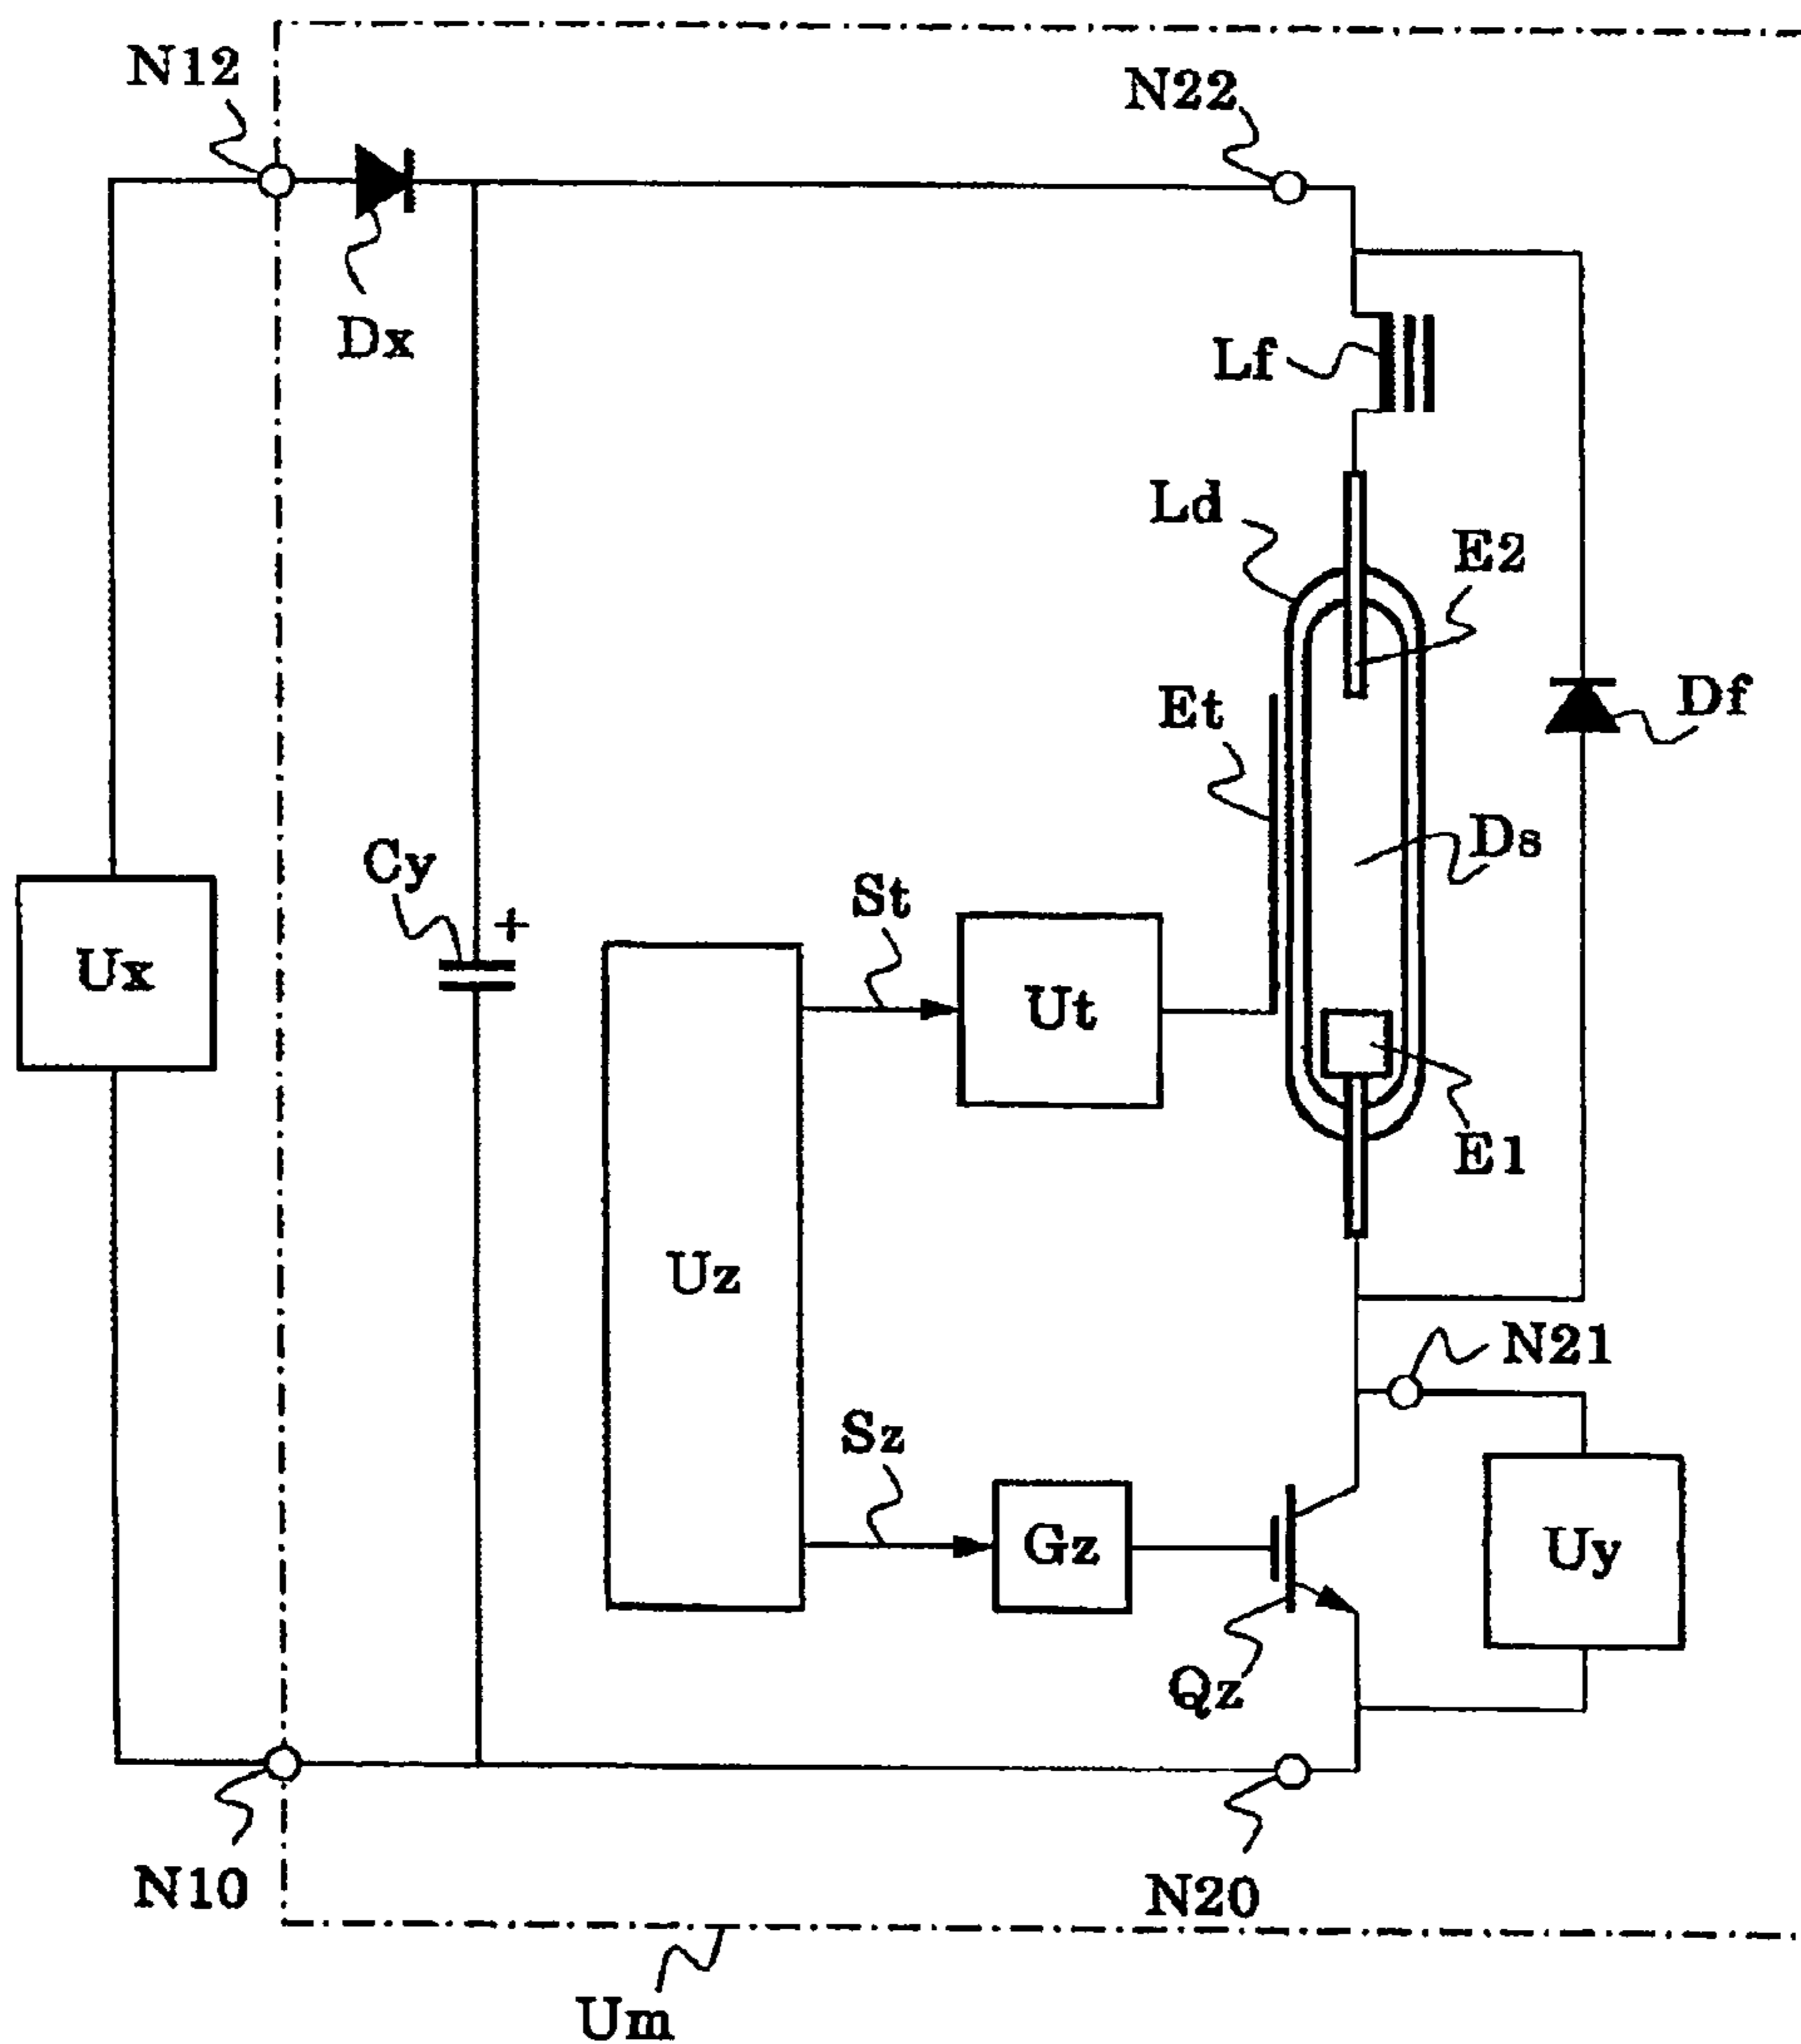 N12
N22
Dx
Lf
Ld
E2
Et
Df
Ds
Cy
+
St
Ux
Ut
E1
Uz
N21
Sz
Gz
Uy
Qz
N10
N20
Um